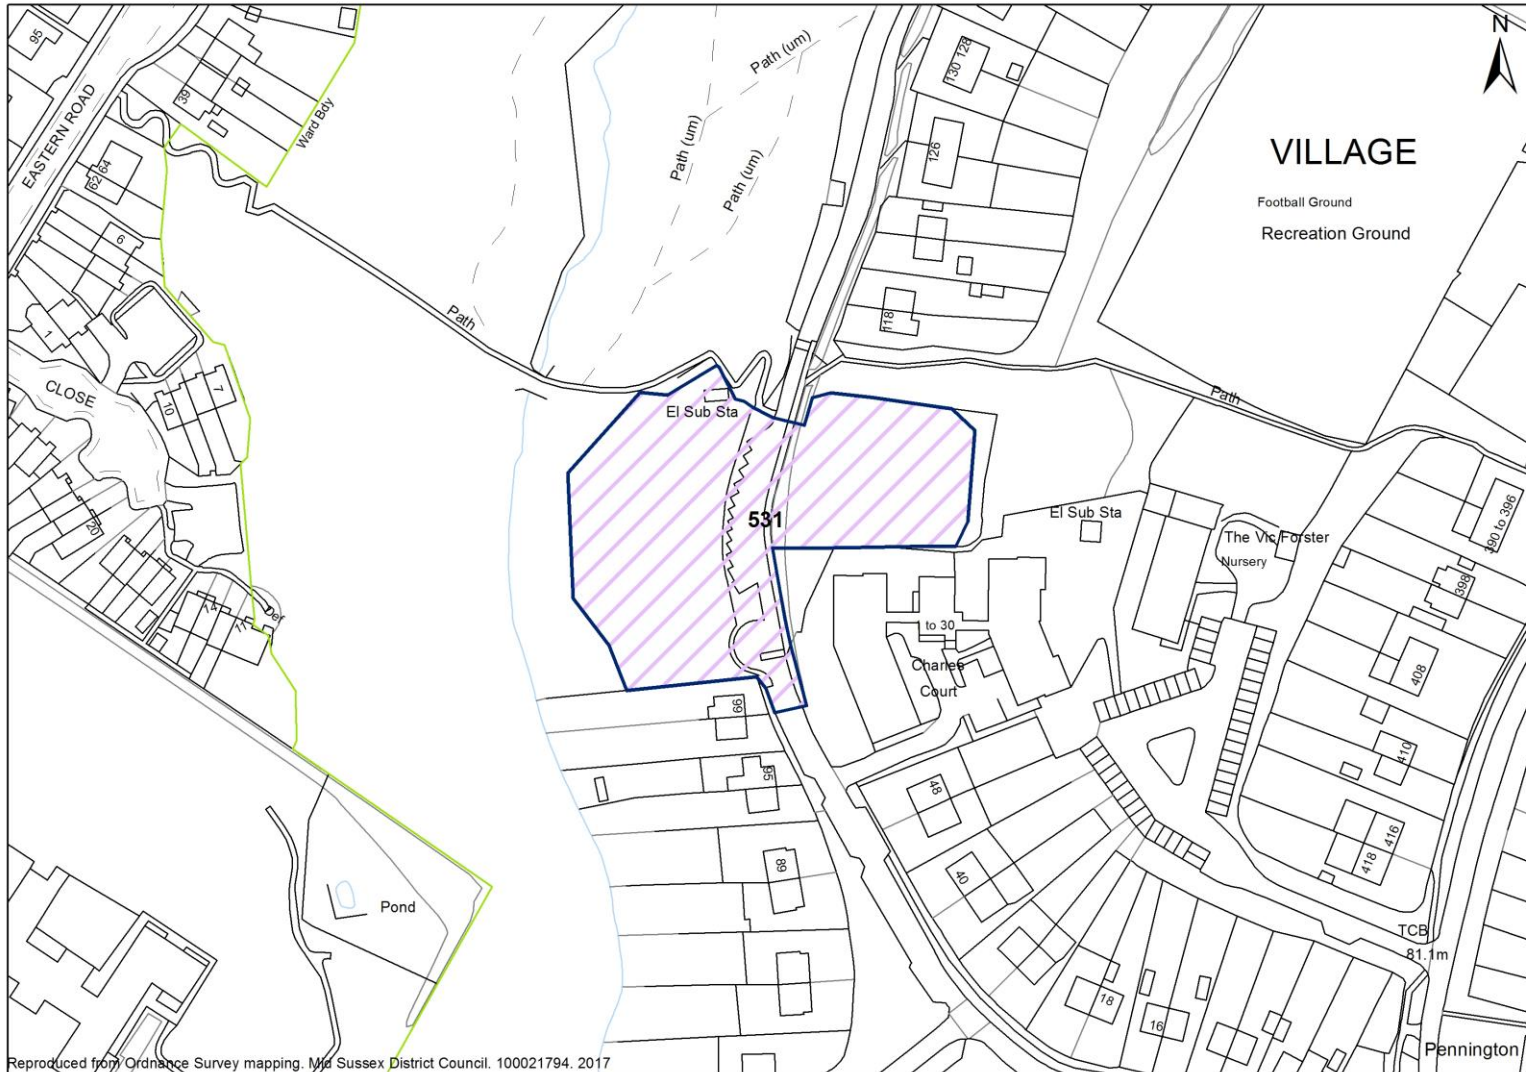 N
95
39
EASTERN ROAD
Ward Bdy
62 64
6
1
CLOSE
10
7
20
14
11
Def
Path (um)
Path (um)
Path (um)
130 128
126
118
VILLAGE
Football Ground
Recreation Ground
Path
Path
El Sub Sta
531
El Sub Sta
The Vic Forster
Nursery
390 to 396
398
1 to 30
Charles
Court
408
99
95
48
410
89
40
416
418
Pond
TCB
81.1m
18
16
Pennington
Reproduced from Ordnance Survey mapping. Mid Sussex District Council. 100021794. 2017